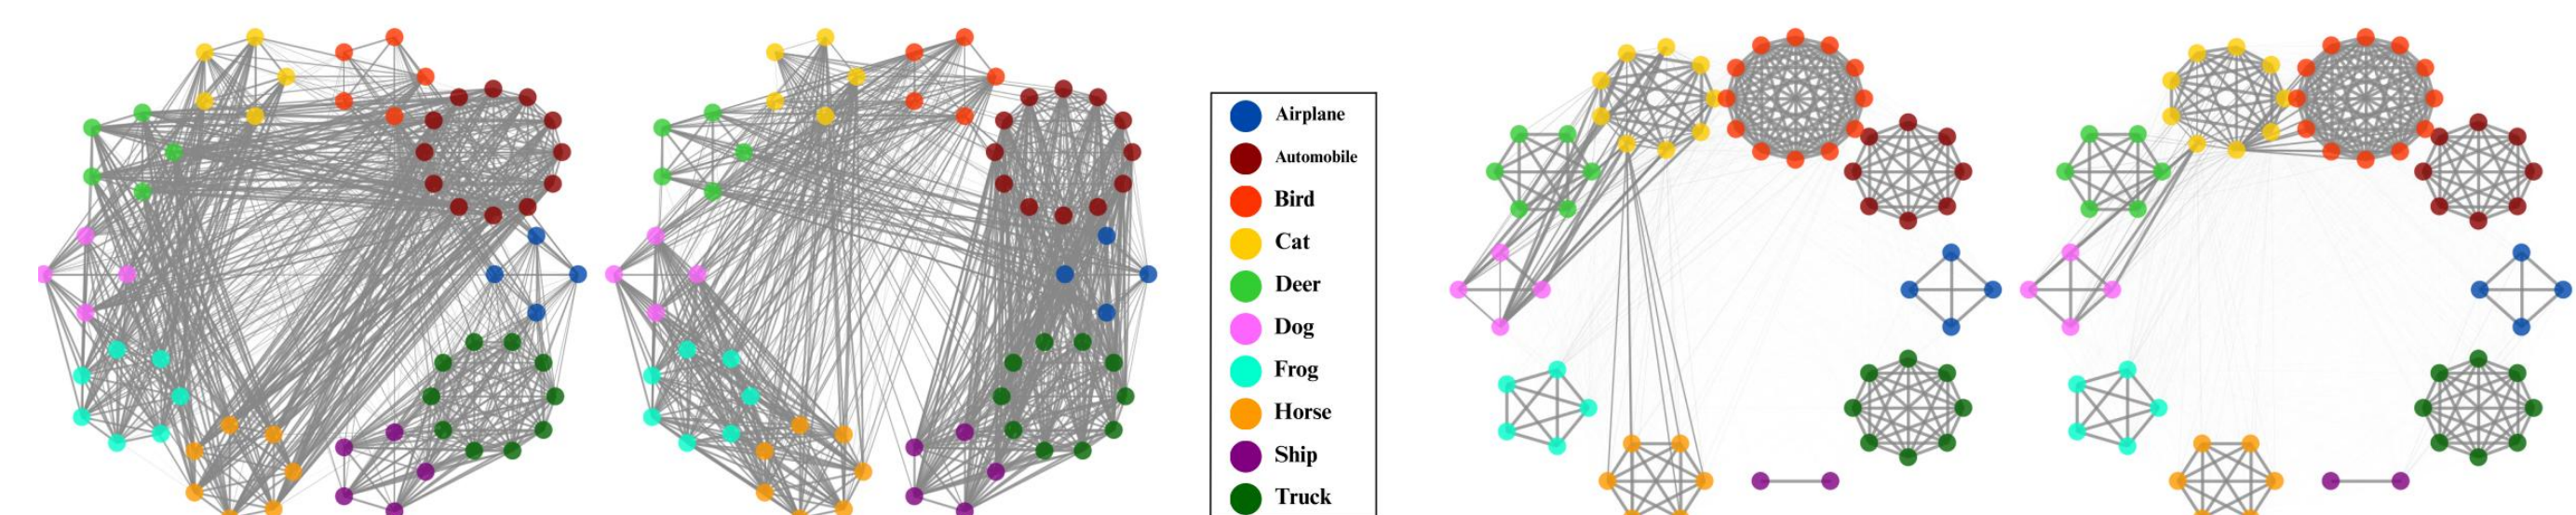 Airplane
Automobile
Bird
Cat
Deer
Dog
Frog
Horse
Ship
Truck